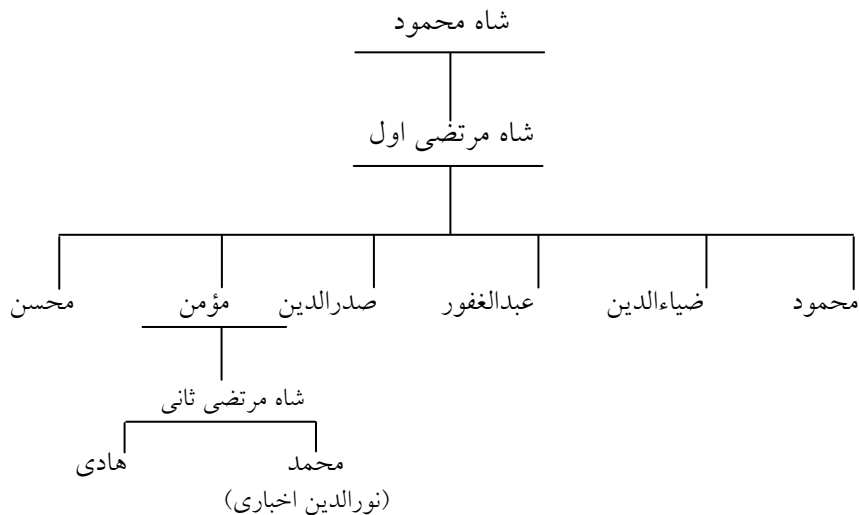 شاه محمود
شاه مرتضی اول
محمود ضیاءالدین عبدالغفور صدرالدین مؤمن محسن
شاه مرتضی ثانی
محمد هادی
(نورالدین اخباری)